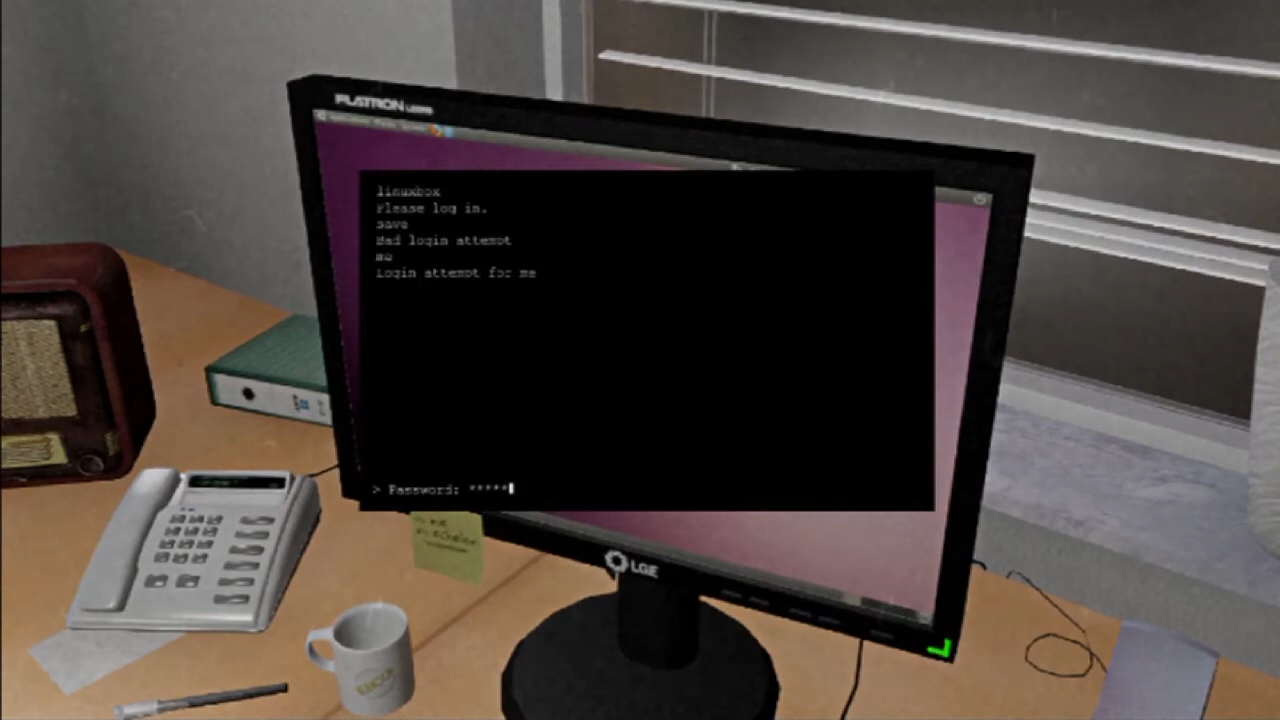 FLATRON
linuxbox
Please log in.
save
Bad login attempt
me
Login attempt for me
> Password: *****
LGE